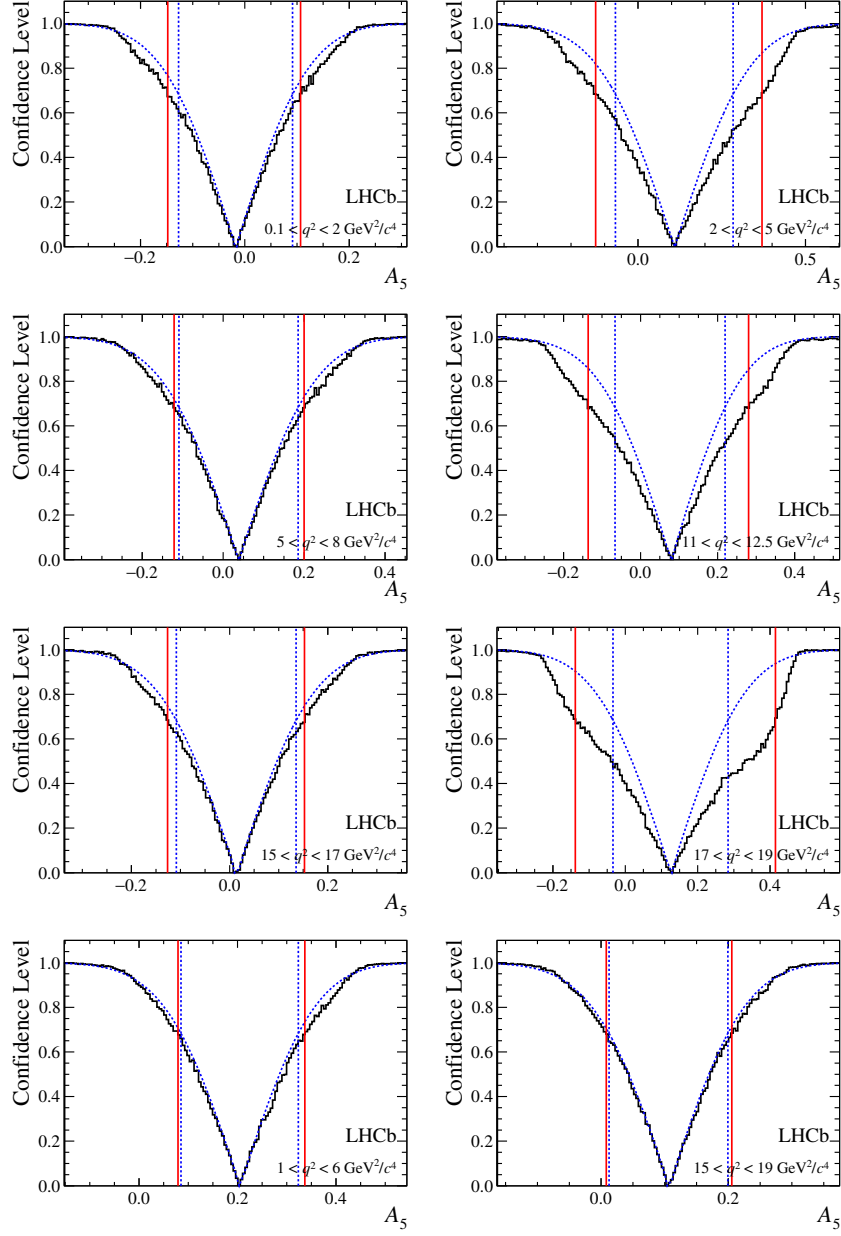 Confidence Level
1.0
0.8
0.6
0.4
0.2
0.0
−0.2 0.0 0.2
LHCb
0.1 < q² < 2 GeV²/c⁴
A₅
Confidence Level
1.0
0.8
0.6
0.4
0.2
0.0
0.0 0.5
LHCb
2 < q² < 5 GeV²/c⁴
A₅
Confidence Level
1.0
0.8
0.6
0.4
0.2
0.0
−0.2 0.0 0.2 0.4
LHCb
5 < q² < 8 GeV²/c⁴
A₅
Confidence Level
1.0
0.8
0.6
0.4
0.2
0.0
−0.2 0.0 0.2 0.4
LHCb
11 < q² < 12.5 GeV²/c⁴
A₅
Confidence Level
1.0
0.8
0.6
0.4
0.2
0.0
−0.2 0.0 0.2
LHCb
15 < q² < 17 GeV²/c⁴
A₅
Confidence Level
1.0
0.8
0.6
0.4
0.2
0.0
−0.2 0.0 0.2 0.4
LHCb
17 < q² < 19 GeV²/c⁴
A₅
Confidence Level
1.0
0.8
0.6
0.4
0.2
0.0
0.0 0.2 0.4
LHCb
1 < q² < 6 GeV²/c⁴
A₅
Confidence Level
1.0
0.8
0.6
0.4
0.2
0.0
0.0 0.2
LHCb
15 < q² < 19 GeV²/c⁴
A₅